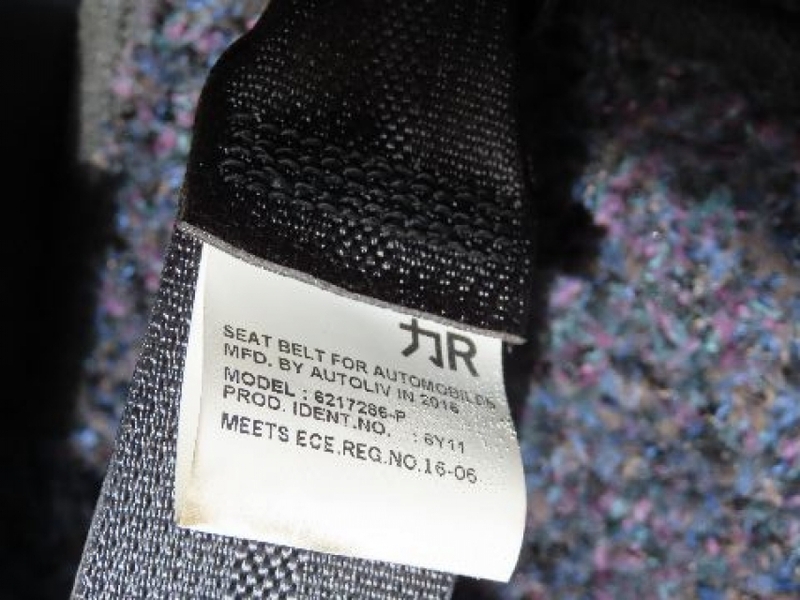 カR
SEAT BELT FOR AUTOMOBILES
MFD. BY AUTOLIV IN 2016
MODEL : 6217286-P
PROD. IDENT.NO. : 6Y11
MEETS ECE.REG.NO.16-06